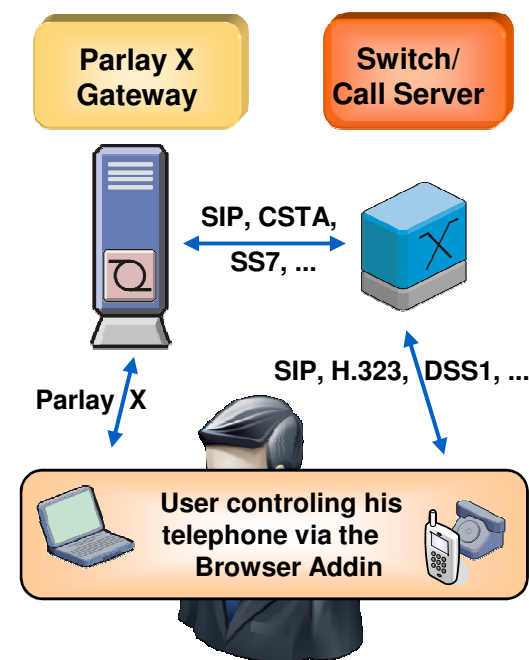 Parlay X
Gateway
Switch/
Call Server
SIP, CSTA,
SS7, ...
SIP, H.323, DSS1, ...
Parlay X
User controling his
telephone via the
Browser Addin